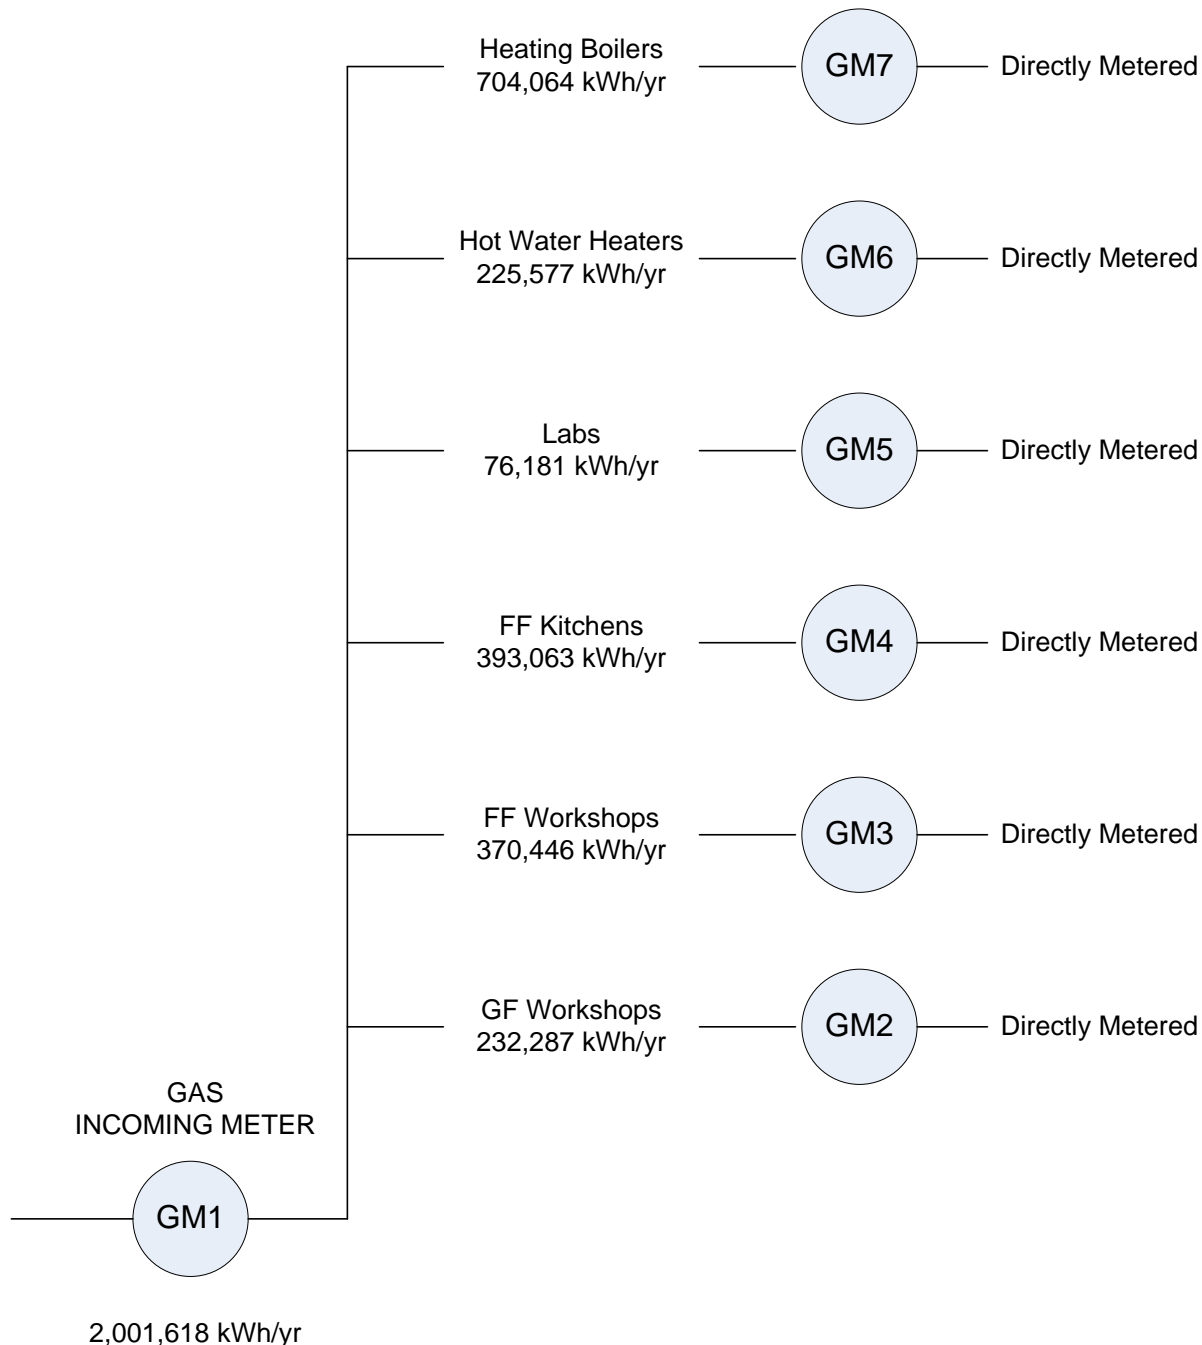 Heating Boilers
704,064 kWh/yr
GM7
Directly Metered
Hot Water Heaters
225,577 kWh/yr
GM6
Directly Metered
Labs
76,181 kWh/yr
GM5
Directly Metered
FF Kitchens
393,063 kWh/yr
GM4
Directly Metered
FF Workshops
370,446 kWh/yr
GM3
Directly Metered
GF Workshops
232,287 kWh/yr
GM2
Directly Metered
GAS
INCOMING METER
GM1
2,001,618 kWh/yr